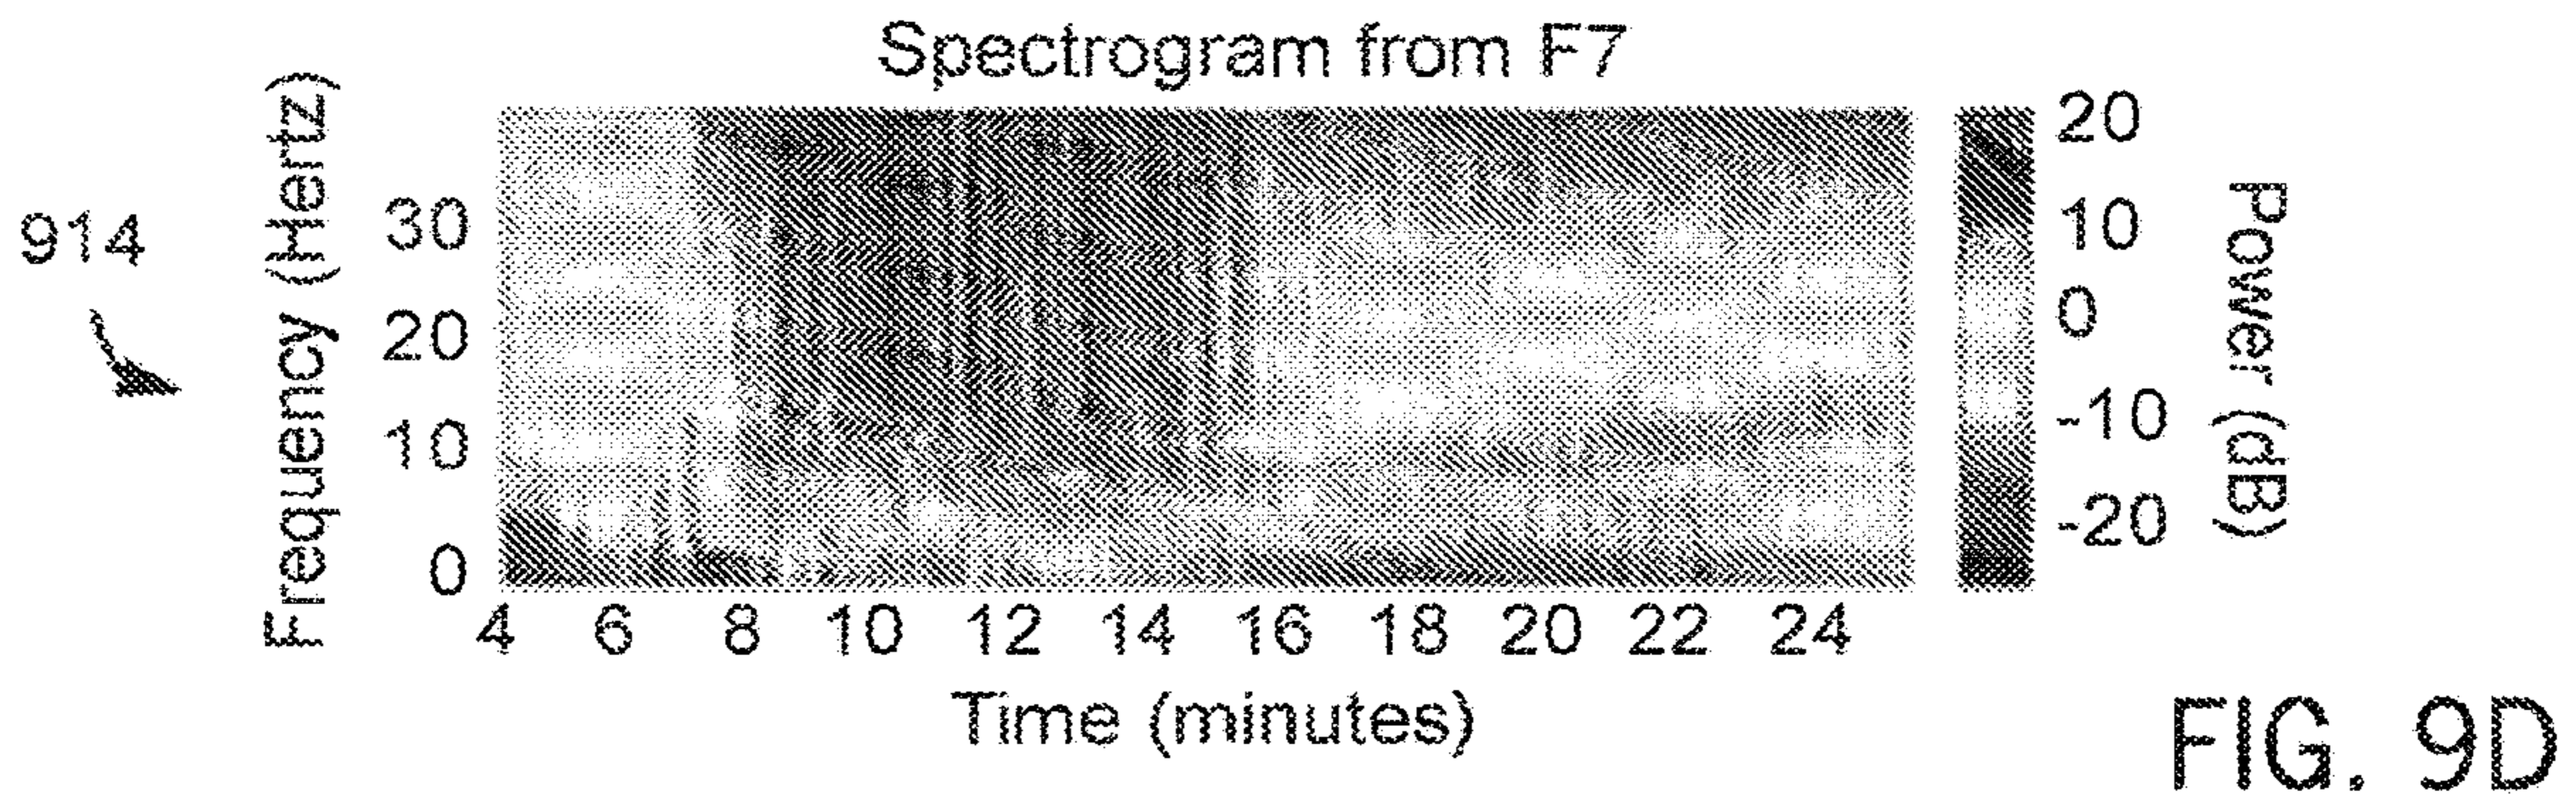 Spectrogram from F7
914
Frequency (Hertz)
30
20
10
0
4 6 8 10 12 14 16 18 20 22 24
Time (minutes)
20
10
0
-10
-20
Power (dB)
FIG. 9D